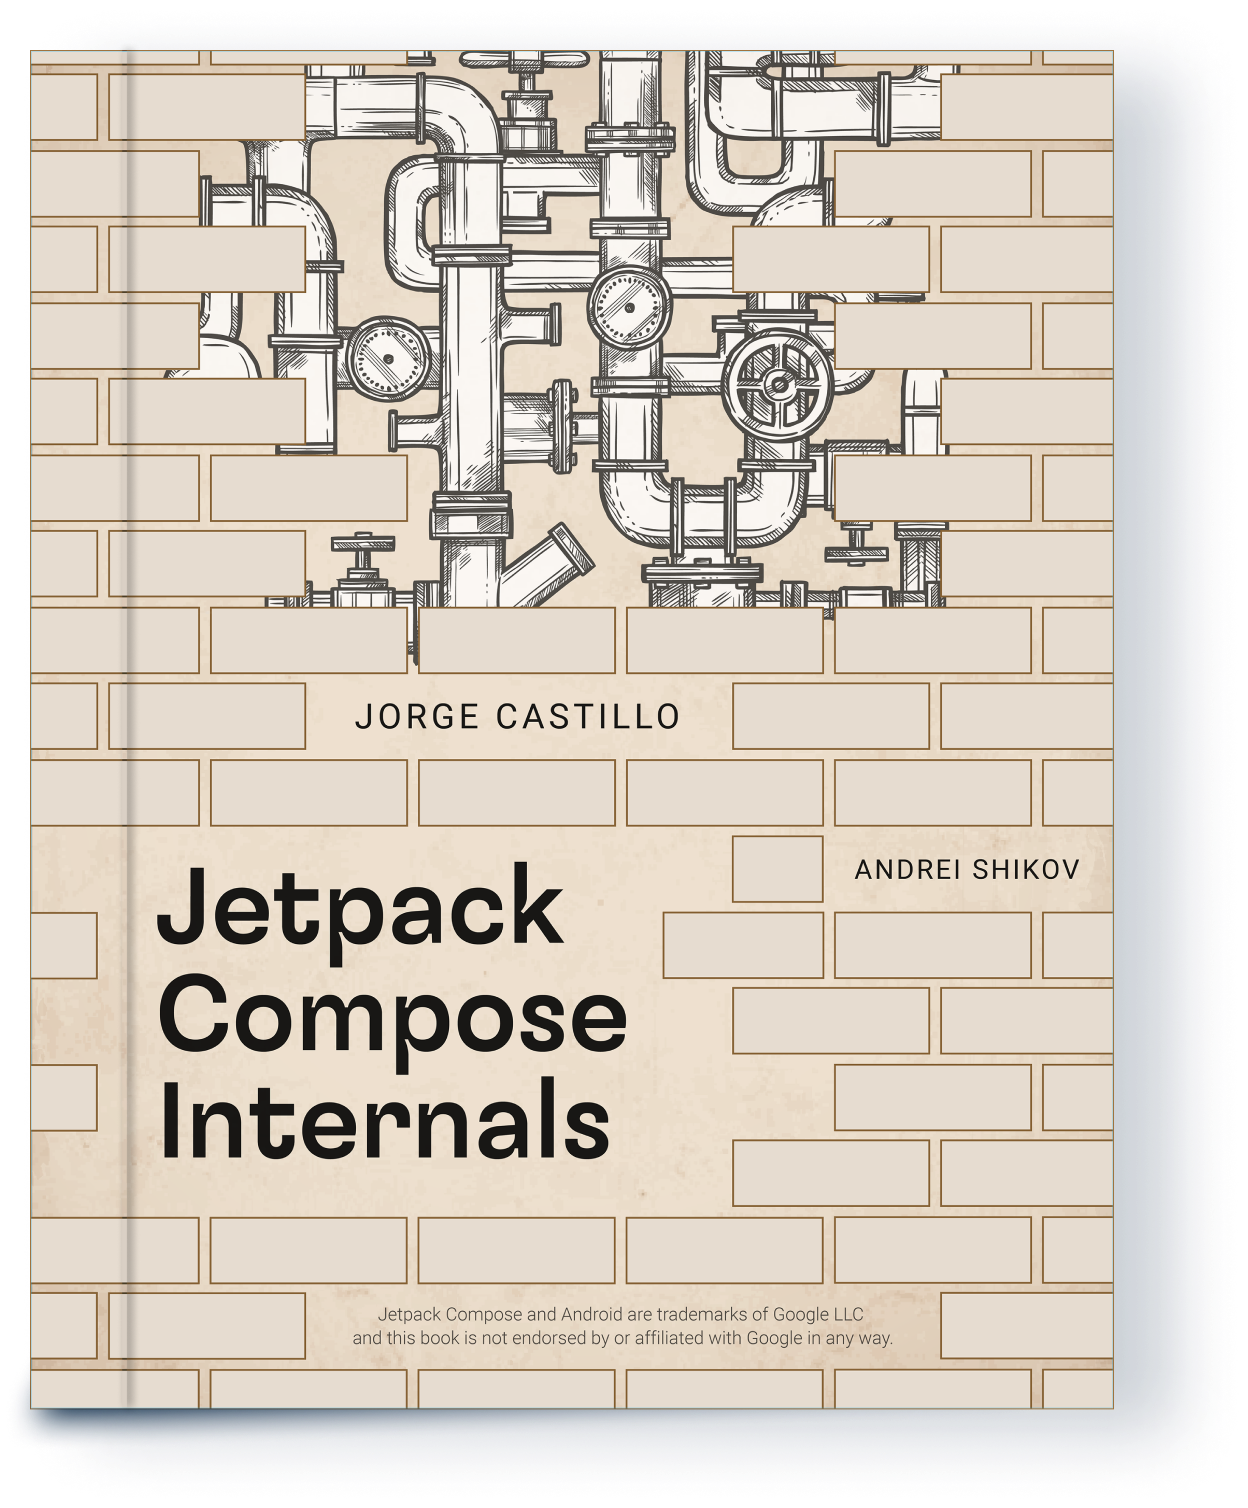 JORGE CASTILLO
ANDREI SHIKOV
Jetpack
Compose
Internals
Jetpack Compose and Android are trademarks of Google LLC
and this book is not endorsed by or affiliated with Google in any way.